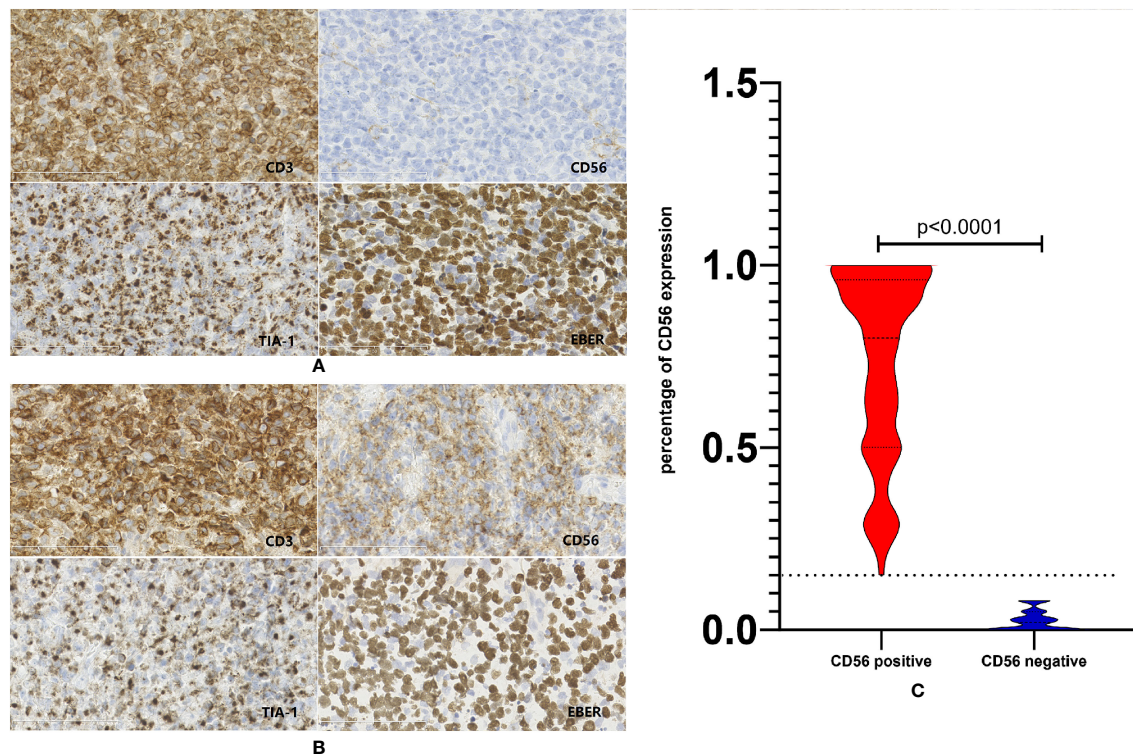 CD3
CD56
TIA-1
EBER
A
CD3
CD56
TIA-1
EBER
B
percentage of CD56 expression
1.5
1.0
0.5
0.0
p<0.0001
CD56 positive
CD56 negative
C